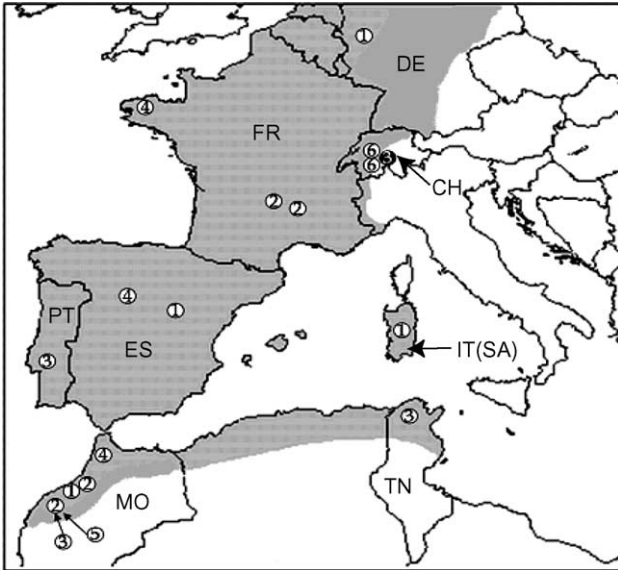 ①
DE
④
FR
⑥
⑥ ③
CH
② ②
④
①
PT
ES
①
③
IT(SA)
③
④
②
①
②
MO
TN
③ ⑤